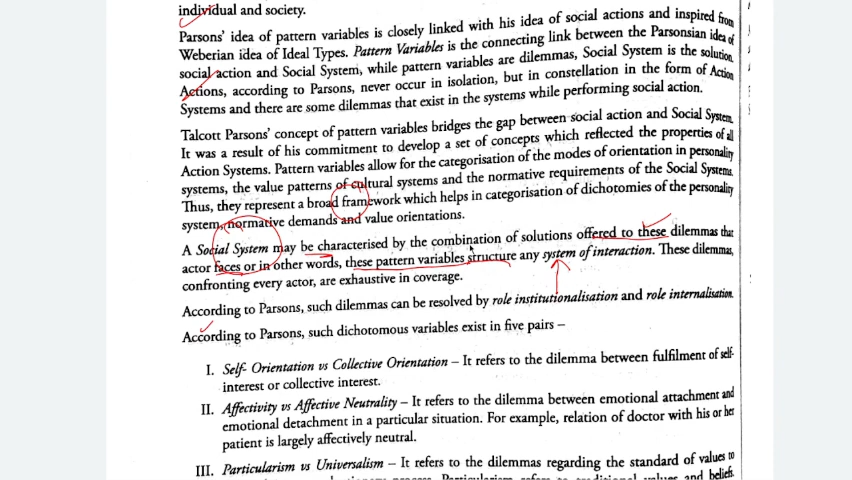 individual and society.
Parsons' idea of pattern variables is closely linked with his idea of social actions and inspired from
Weberian idea of Ideal Types. Pattern Variables is the connecting link between the Parsonian idea of
social action and Social System, while pattern variables are dilemmas, Social System is the solution.
Actions, according to Parsons, never occur in isolation, but in constellation in the form of Action
Systems and there are some dilemmas that exist in the systems while performing social action.
Talcott Parsons' concept of pattern variables bridges the gap between social action and Social System.
It was a result of his commitment to develop a set of concepts which reflected the properties of all
Action Systems. Pattern variables allow for the categorisation of the modes of orientation in personality
systems, the value patterns of cultural systems and the normative requirements of the Social Systems.
Thus, they represent a broad framework which helps in categorisation of dichotomies of the personality
system, normative demands and value orientations.
A Social System may be characterised by the combination of solutions offered to these dilemmas that
actor faces or in other words, these pattern variables structure any system of interaction. These dilemmas,
confronting every actor, are exhaustive in coverage.
According to Parsons, such dilemmas can be resolved by role institutionalisation and role internalisation.
According to Parsons, such dichotomous variables exist in five pairs –
I. Self- Orientation vs Collective Orientation – It refers to the dilemma between fulfilment of self-
interest or collective interest.
II. Affectivity vs Affective Neutrality – It refers to the dilemma between emotional attachment and
emotional detachment in a particular situation. For example, relation of doctor with his or her
patient is largely affectively neutral.
III. Particularism vs Universalism – It refers to the dilemmas regarding the standard of values to
and beliefs.